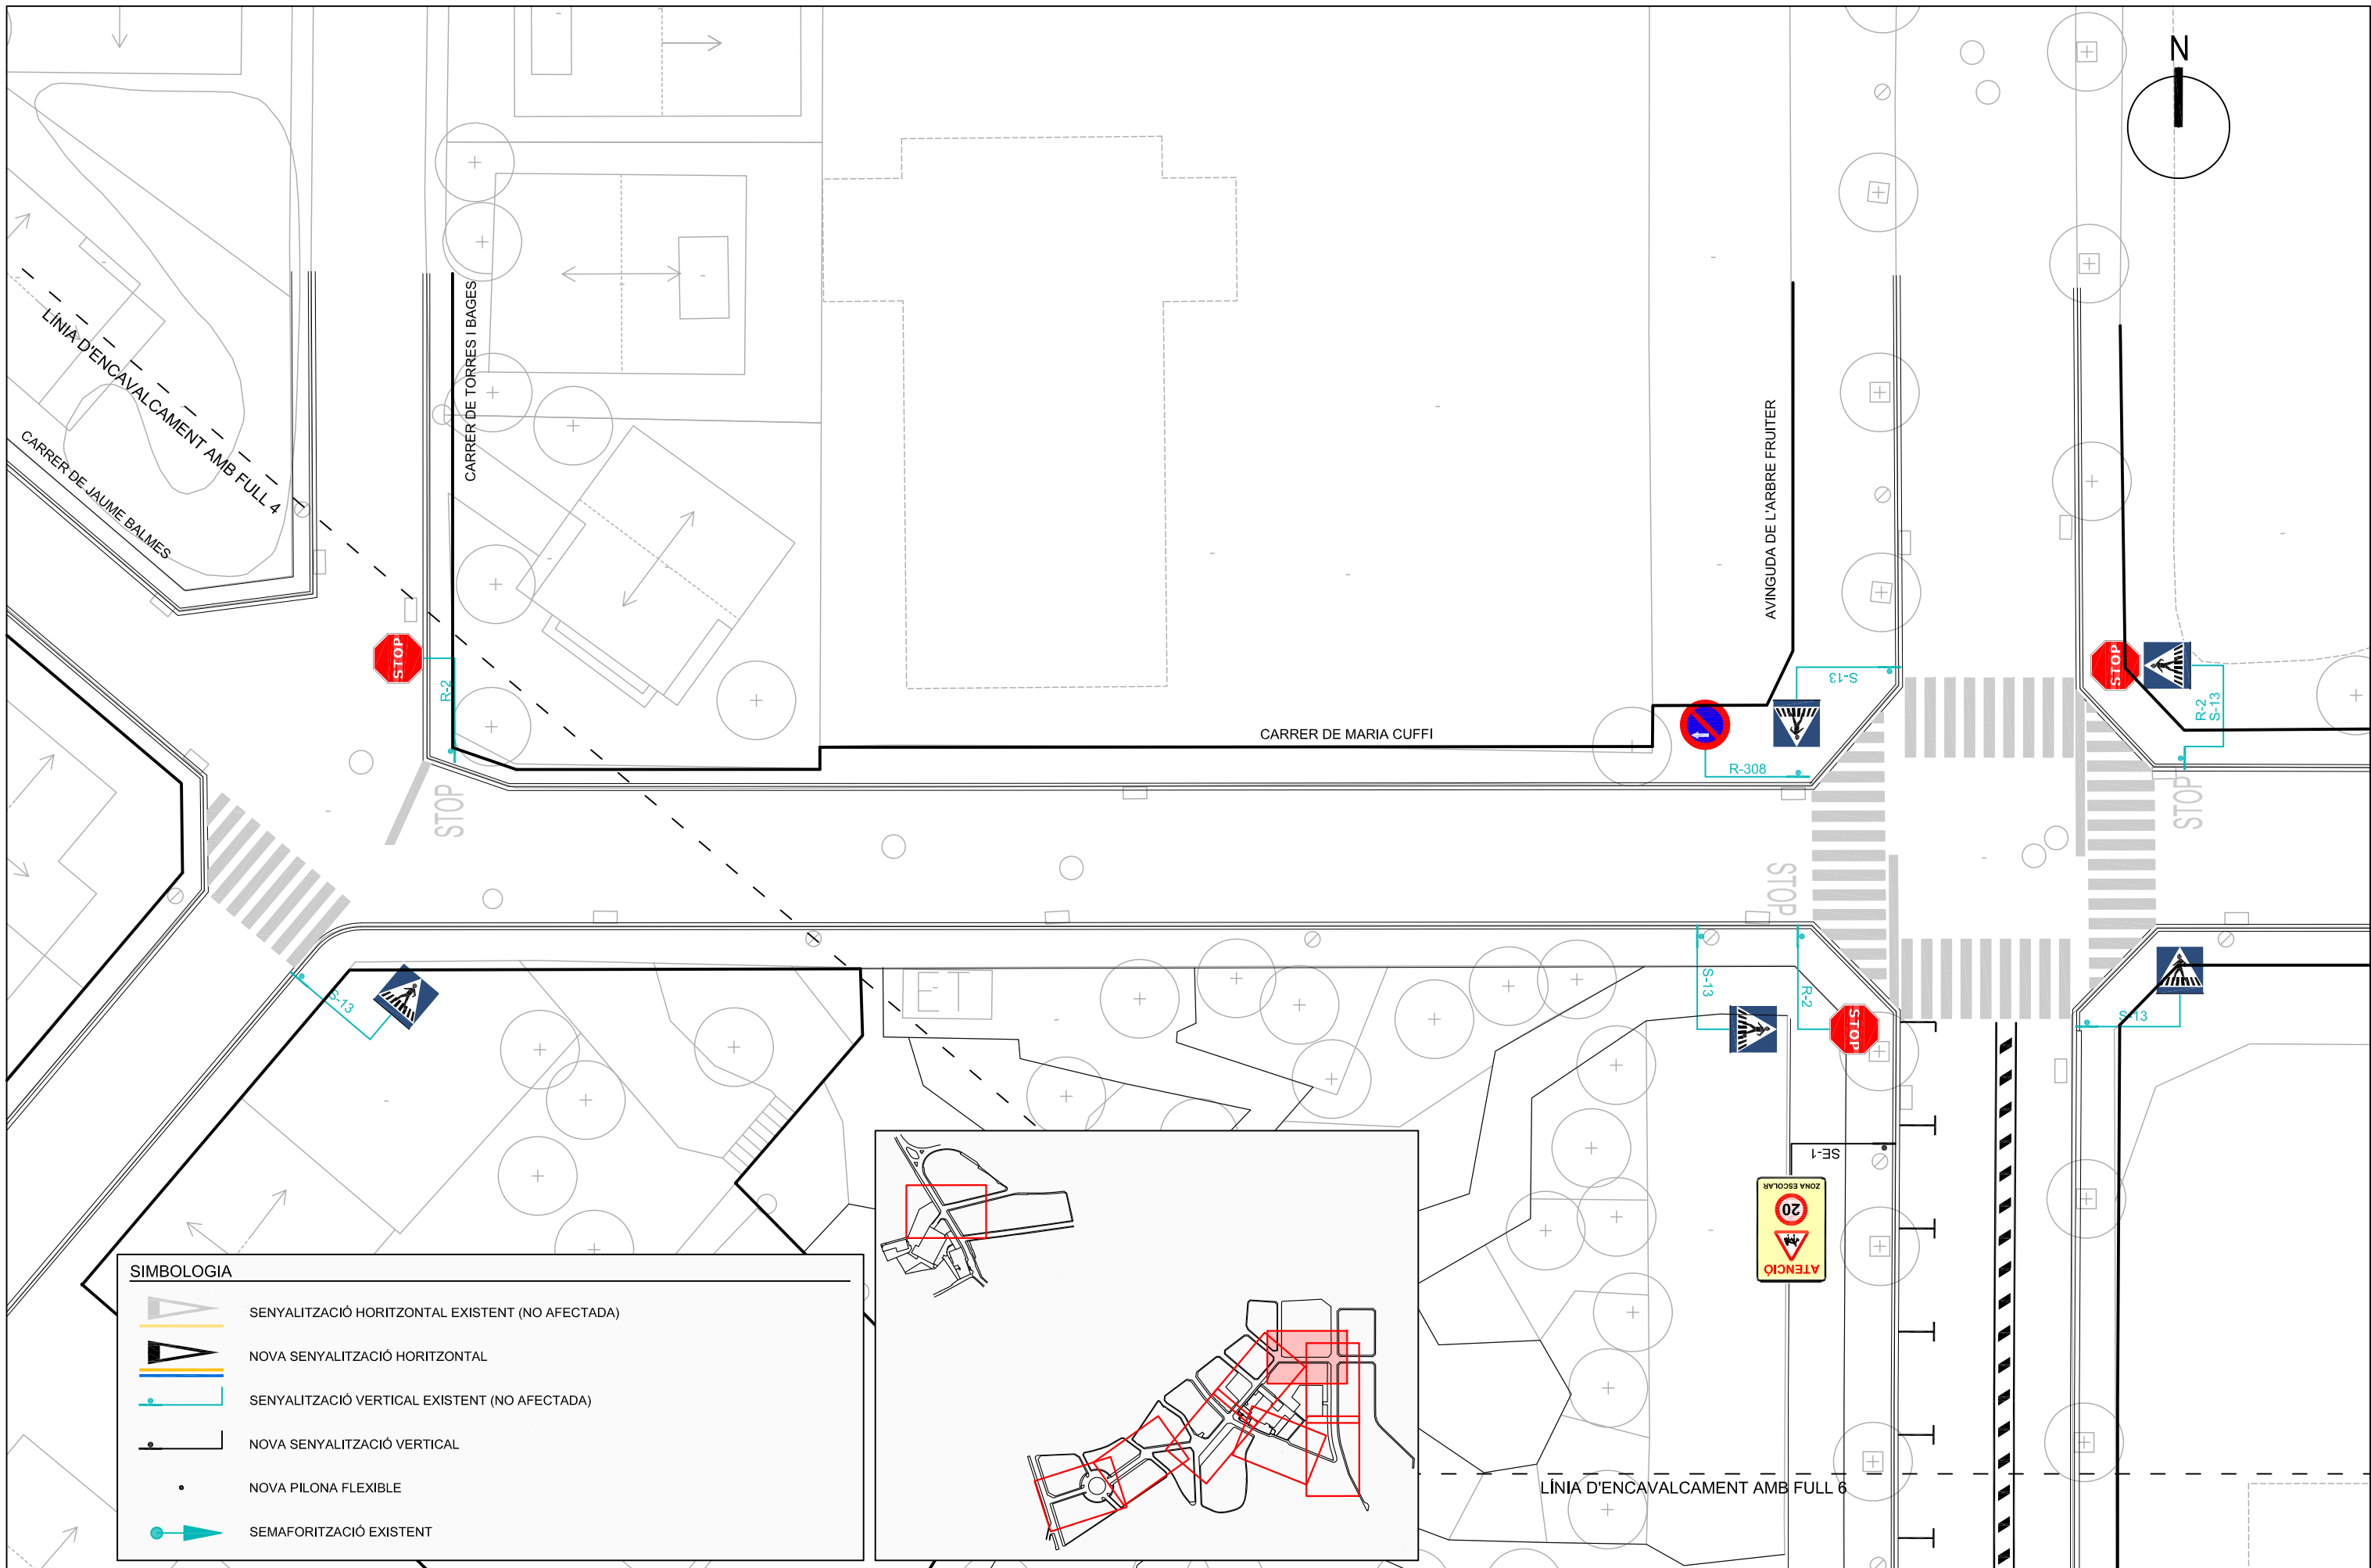 N
LÍNIA D'ENCAVALCAMENT AMB FULL 4
CARRER DE JAUME BALMES
CARRER DE TORRES I BAGES
AVINGUDA DE L'ARBRE FRUITER
STOP
R-2
STOP
CARRER DE MARIA CUFFI
R-308
S-13
STOP
R-2
S-13
STOP
STOP
S-13
S-13
R-2
STOP
S-13
ET
SE-1
ZONA ESCOLAR
20
ATENCIÓ
LÍNIA D'ENCAVALCAMENT AMB FULL 6
SIMBOLOGIA
SENYALITZACIÓ HORITZONTAL EXISTENT (NO AFECTADA)
NOVA SENYALITZACIÓ HORITZONTAL
SENYALITZACIÓ VERTICAL EXISTENT (NO AFECTADA)
NOVA SENYALITZACIÓ VERTICAL
NOVA PILONA FLEXIBLE
SEMAFORITZACIÓ EXISTENT